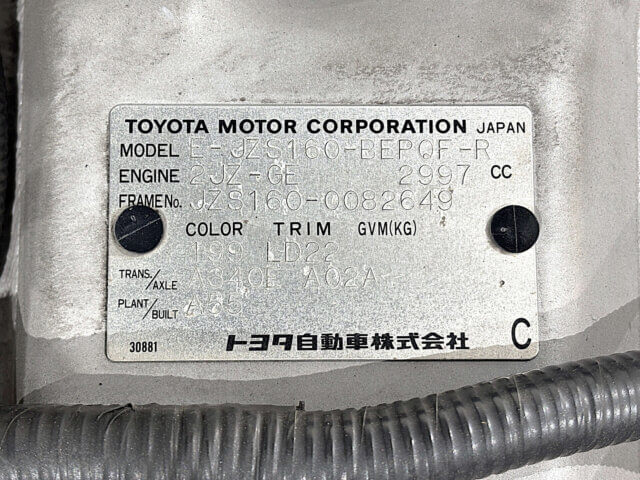 TOYOTA MOTOR CORPORATION JAPAN
MODEL E-JZS160-BEPQF-R
ENGINE 2JZ-GE 2997 CC
FRAME No. JZS160-0082649
COLOR TRIM GVM(KG)
199 LD22
TRANS./AXLE A340E A02A
PLANT/BUILT A35
30881 トヨタ自動車株式会社 C